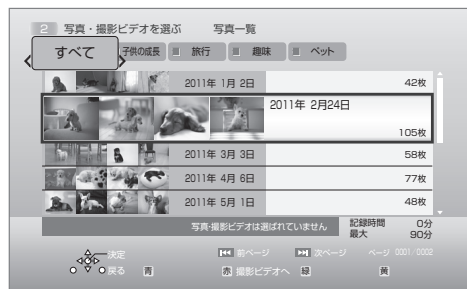 2 写真・撮影ビデオを選ぶ 写真一覧
すべて 子供の成長 旅行 趣味 ペット
2011年 1月 2日 42枚
2011年 2月24日
105枚
2011年 3月 3日 58枚
2011年 4月 6日 77枚
2011年 5月 1日 48枚
写真・撮影ビデオは選ばれていません 記録時間 0分
最大 90分
決定 前ページ 次ページ ページ 0001/0002
戻る 青 赤 撮影ビデオへ 緑 黄